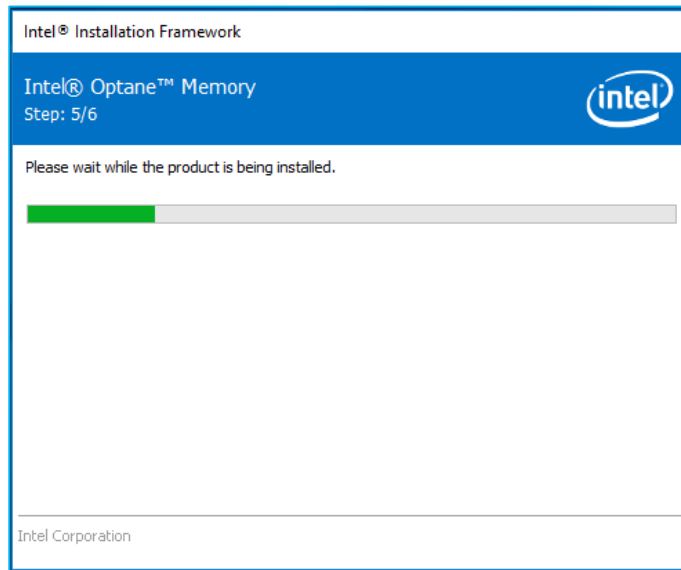 Intel® Installation Framework
Intel® Optane™ Memory
Step: 5/6
intel
Please wait while the product is being installed.
Intel Corporation